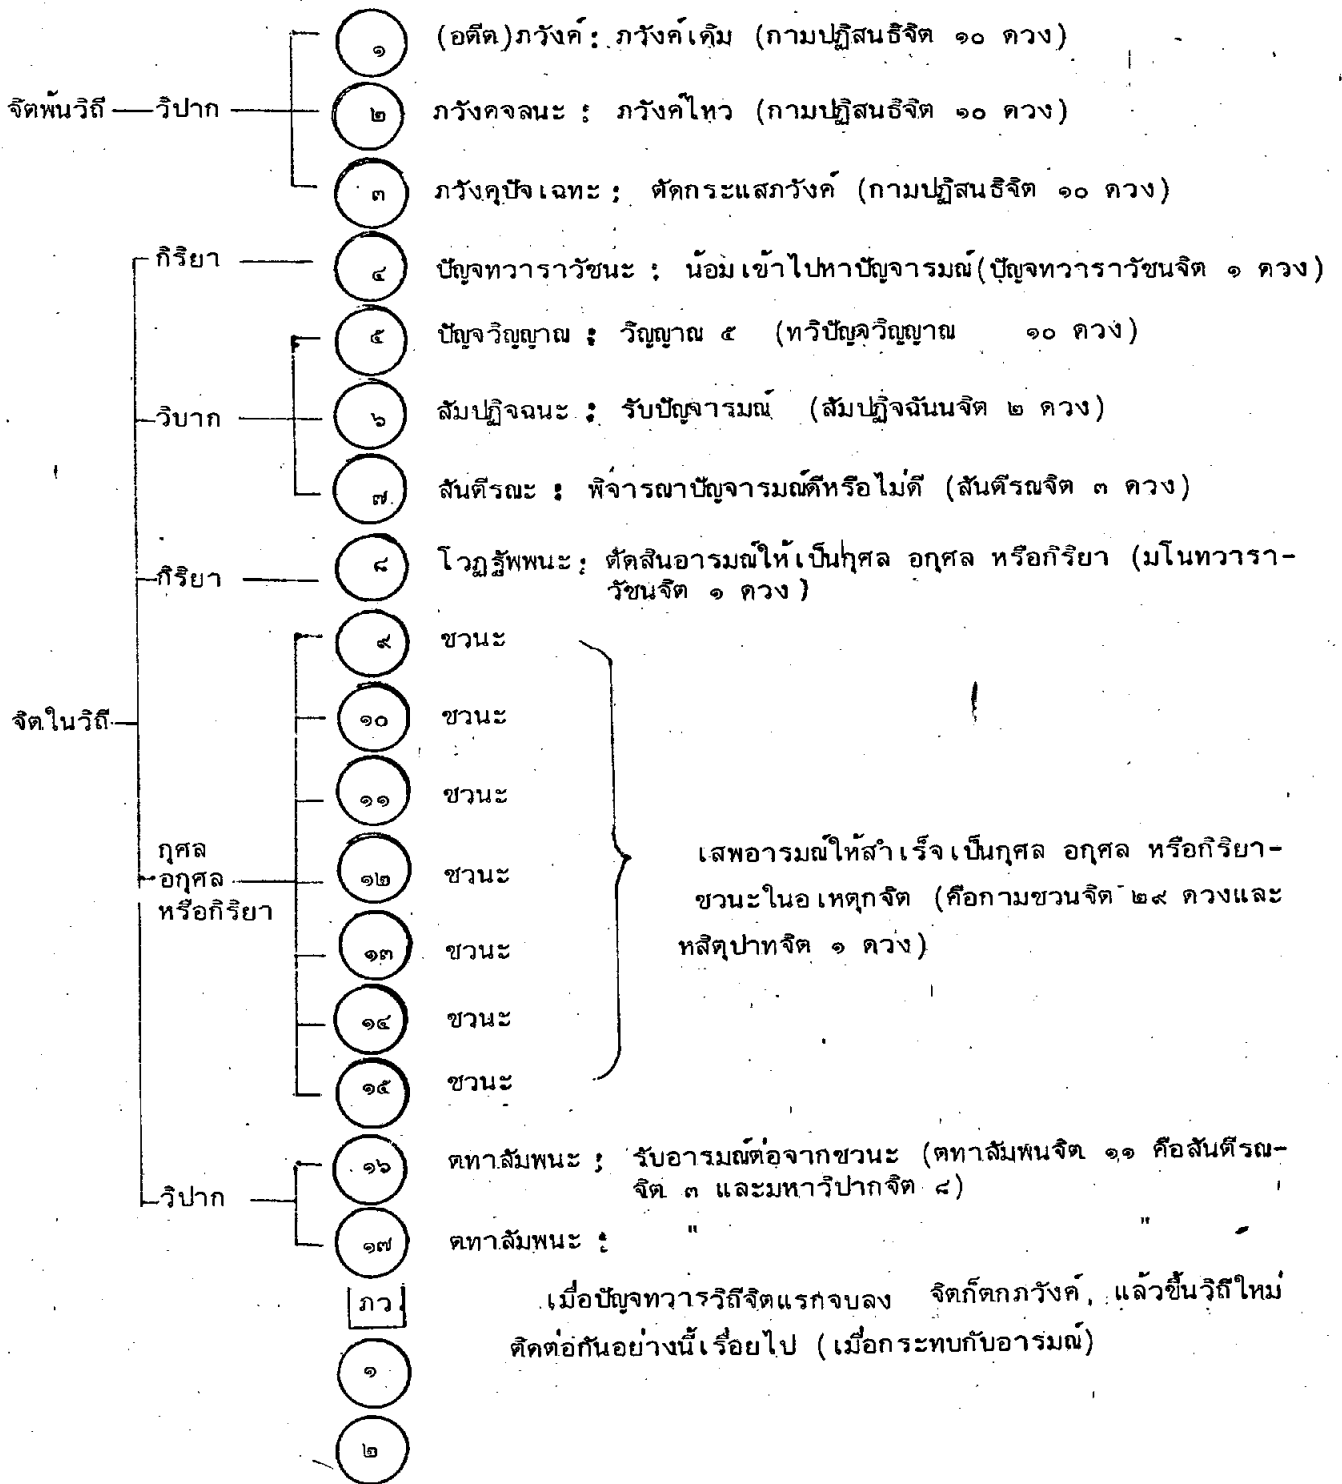 ๑ (อดีต)ภวังค์ : ภวังค์เดิม (กามปฏิสนธิจิต ๑๐ ดวง)
จิตพ้นวิถี วิปาก ๒ ภวังคจลนะ : ภวังค์ไหว (กามปฏิสนธิจิต ๑๐ ดวง)
๓ ภวังคุปัจเฉทะ : ตัดกระแสภวังค์ (กามปฏิสนธิจิต ๑๐ ดวง)
กิริยา ๔ ปัญจทวาราวัชนะ : น้อมเข้าไปหาปัญจารมณ์(ปัญจทวาราวัชนจิต ๑ ดวง)
๕ ปัญจวิญญาณ : วิญญาณ ๕ (ทวิปัญจวิญญาณ ๑๐ ดวง)
วิบาก ๖ สัมปฏิจฉนะ : รับปัญจารมณ์ (สัมปฏิจฉันนจิต ๒ ดวง)
๗ สันตีรณะ : พิจารณาปัญจารมณ์ดีหรือไม่ดี (สันตีรณจิต ๓ ดวง)
กิริยา ๘ โวฏฐัพพนะ : ตัดสินอารมณ์ให้เป็นกุศล อกุศล หรือกิริยา (มโนทวารา-
วัชนจิต ๑ ดวง)
๙ ชวนะ
จิตในวิถี ๑๐ ชวนะ
๑๑ ชวนะ
กุศล
อกุศล
หรือกิริยา
๑๒ ชวนะ
๑๓ ชวนะ
๑๔ ชวนะ
๑๕ ชวนะ
เสพอารมณ์ให้สำเร็จเป็นกุศล อกุศล หรือกิริยา-
ชวนะในอเหตุกจิต (คือกามชวนจิต ๒๙ ดวงและ
หสิตุปาทจิต ๑ ดวง)
๑๖ ตทาลัมพนะ : รับอารมณ์ต่อจากชวนะ (ตทาลัมพนจิต ๑๑ คือสันตีรณ-
จิต ๓ และมหาวิปากจิต ๘)
วิปาก
๑๗ ตทาลัมพนะ : " "
ภว เมื่อปัญจทวารวิถีจิตแรกจบลง จิตก็ตกภวังค์, แล้วขึ้นวิถีใหม่
ติดต่อกันอย่างนี้เรื่อยไป (เมื่อกระทบกับอารมณ์)
๑
๒